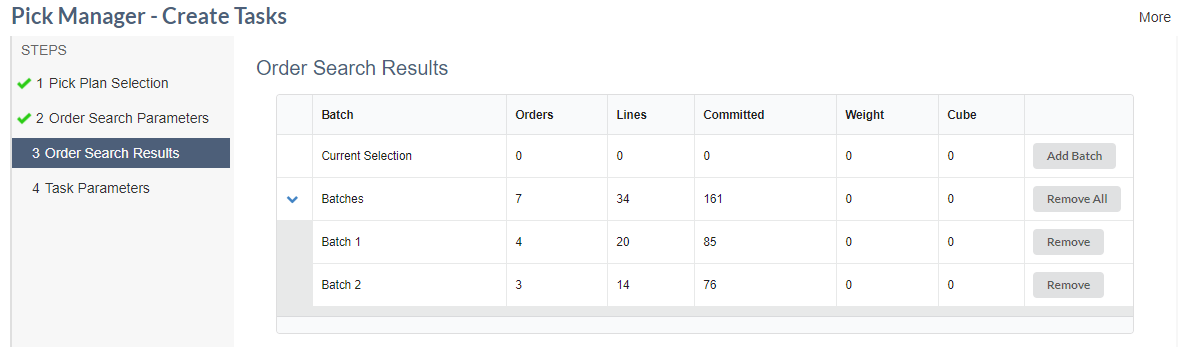 Pick Manager - Create Tasks
More
STEPS
1 Pick Plan Selection
2 Order Search Parameters
3 Order Search Results
4 Task Parameters
Order Search Results
Batch Orders Lines Committed Weight Cube
Current Selection 0 0 0 0 0 Add Batch
Batches 7 34 161 0 0 Remove All
Batch 1 4 20 85 0 0 Remove
Batch 2 3 14 76 0 0 Remove